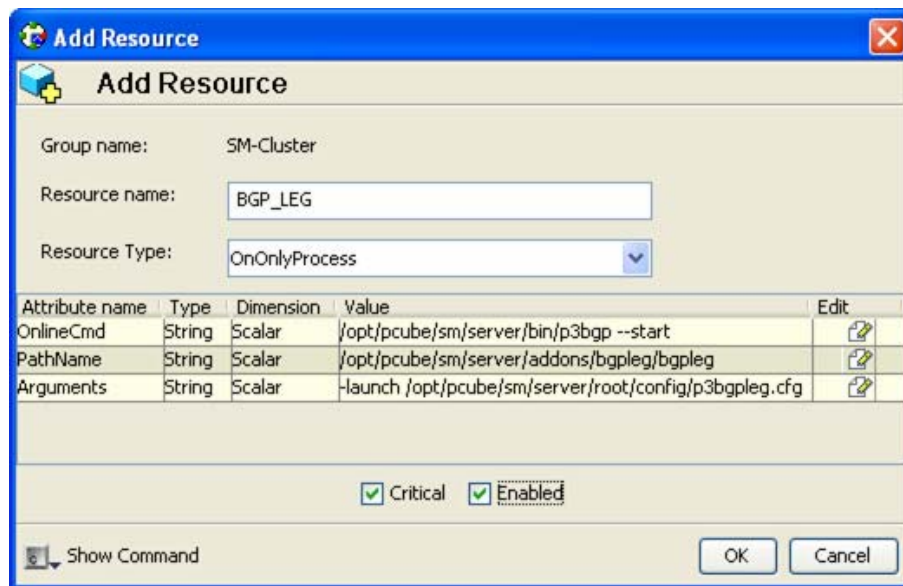 Add Resource
Add Resource
Group name: SM-Cluster
Resource name: BGP_LEG
Resource Type: OnOnlyProcess
Attribute name Type Dimension Value Edit
OnlineCmd String Scalar /opt/pcube/sm/server/bin/p3bgp --start
PathName String Scalar /opt/pcube/sm/server/addons/bgpleg/bgpleg
Arguments String Scalar -launch /opt/pcube/sm/server/root/config/p3bgpleg.cfg
Critical Enabled
Show Command OK Cancel